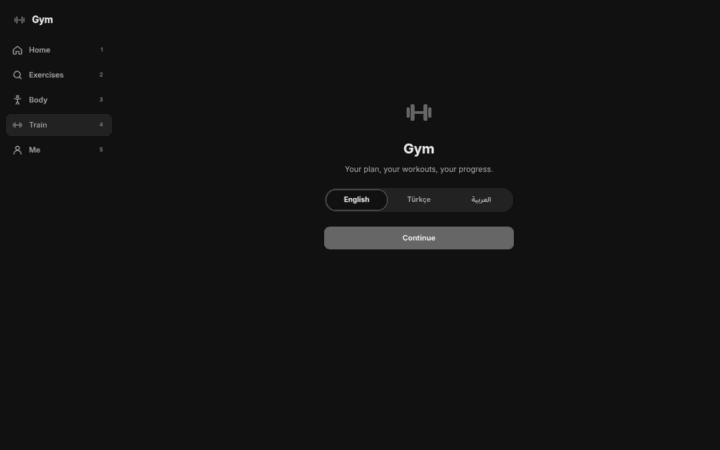 Gym
Home 1
Exercises 2
Body 3
Train 4
Me 5
Gym
Your plan, your workouts, your progress.
English Türkçe العربية
Continue